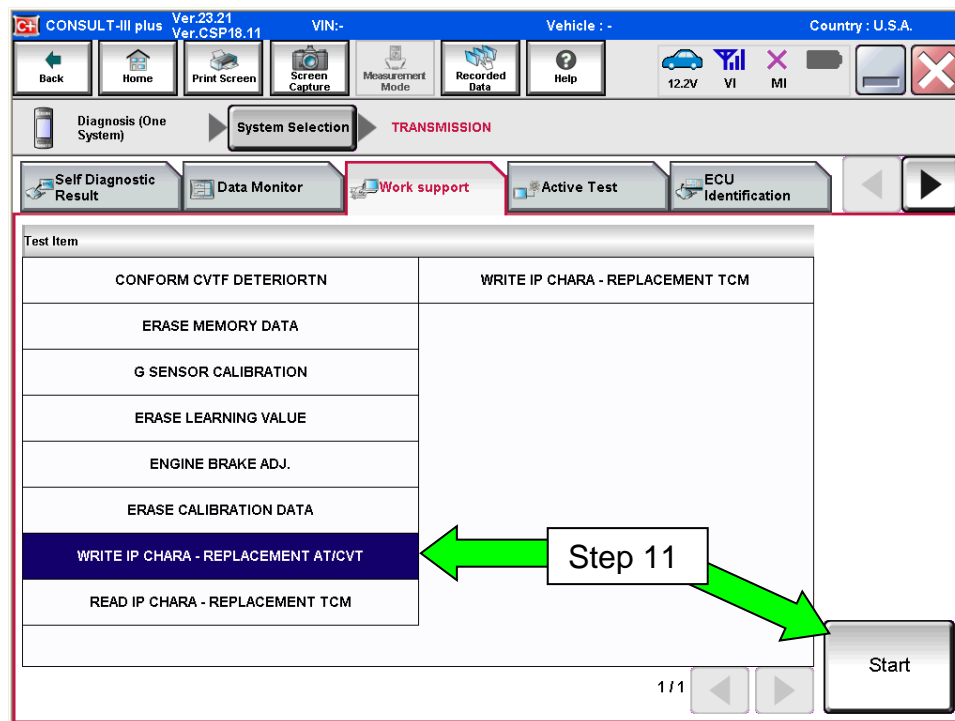 C+ CONSULT-III plus Ver.23.21 VIN:- Vehicle : - Country : U.S.A.
Ver.CSP18.11
Back
Home
Print Screen
Screen
Capture
Measurement
Mode
Recorded
Data
Help
12.2V
VI
MI
Diagnosis (One
System)
System Selection
TRANSMISSION
Self Diagnostic
Result
Data Monitor
Work support
Active Test
ECU
Identification
Test Item
CONFORM CVTF DETERIORTN
WRITE IP CHARA - REPLACEMENT TCM
ERASE MEMORY DATA
G SENSOR CALIBRATION
ERASE LEARNING VALUE
ENGINE BRAKE ADJ.
ERASE CALIBRATION DATA
WRITE IP CHARA - REPLACEMENT AT/CVT
Step 11
READ IP CHARA - REPLACEMENT TCM
1/1
Start